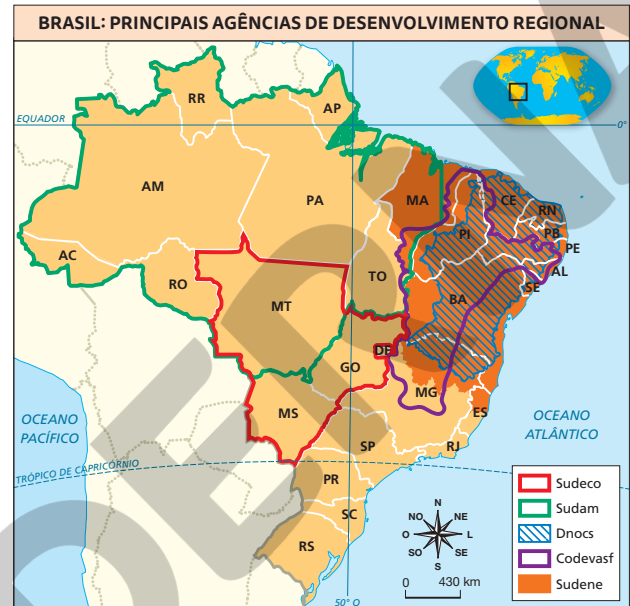 BRASIL: PRINCIPAIS AGÊNCIAS DE DESENVOLVIMENTO REGIONAL
RR
AP
EQUADOR
0°
AM
PA
MA
CE
RN
PB
PE
PI
AC
TO
AL
RO
SE
BA
MT
DF
GO
MG
MS
ES
OCEANO
PACÍFICO
OCEANO
ATLÂNTICO
SP
RJ
TRÓPICO DE CAPRICÓRNIO
PR
SC
RS
N
NO
NE
O
L
SO
SE
S
0 430 km
50° O
Sudeco
Sudam
Dnocs
Codevasf
Sudene